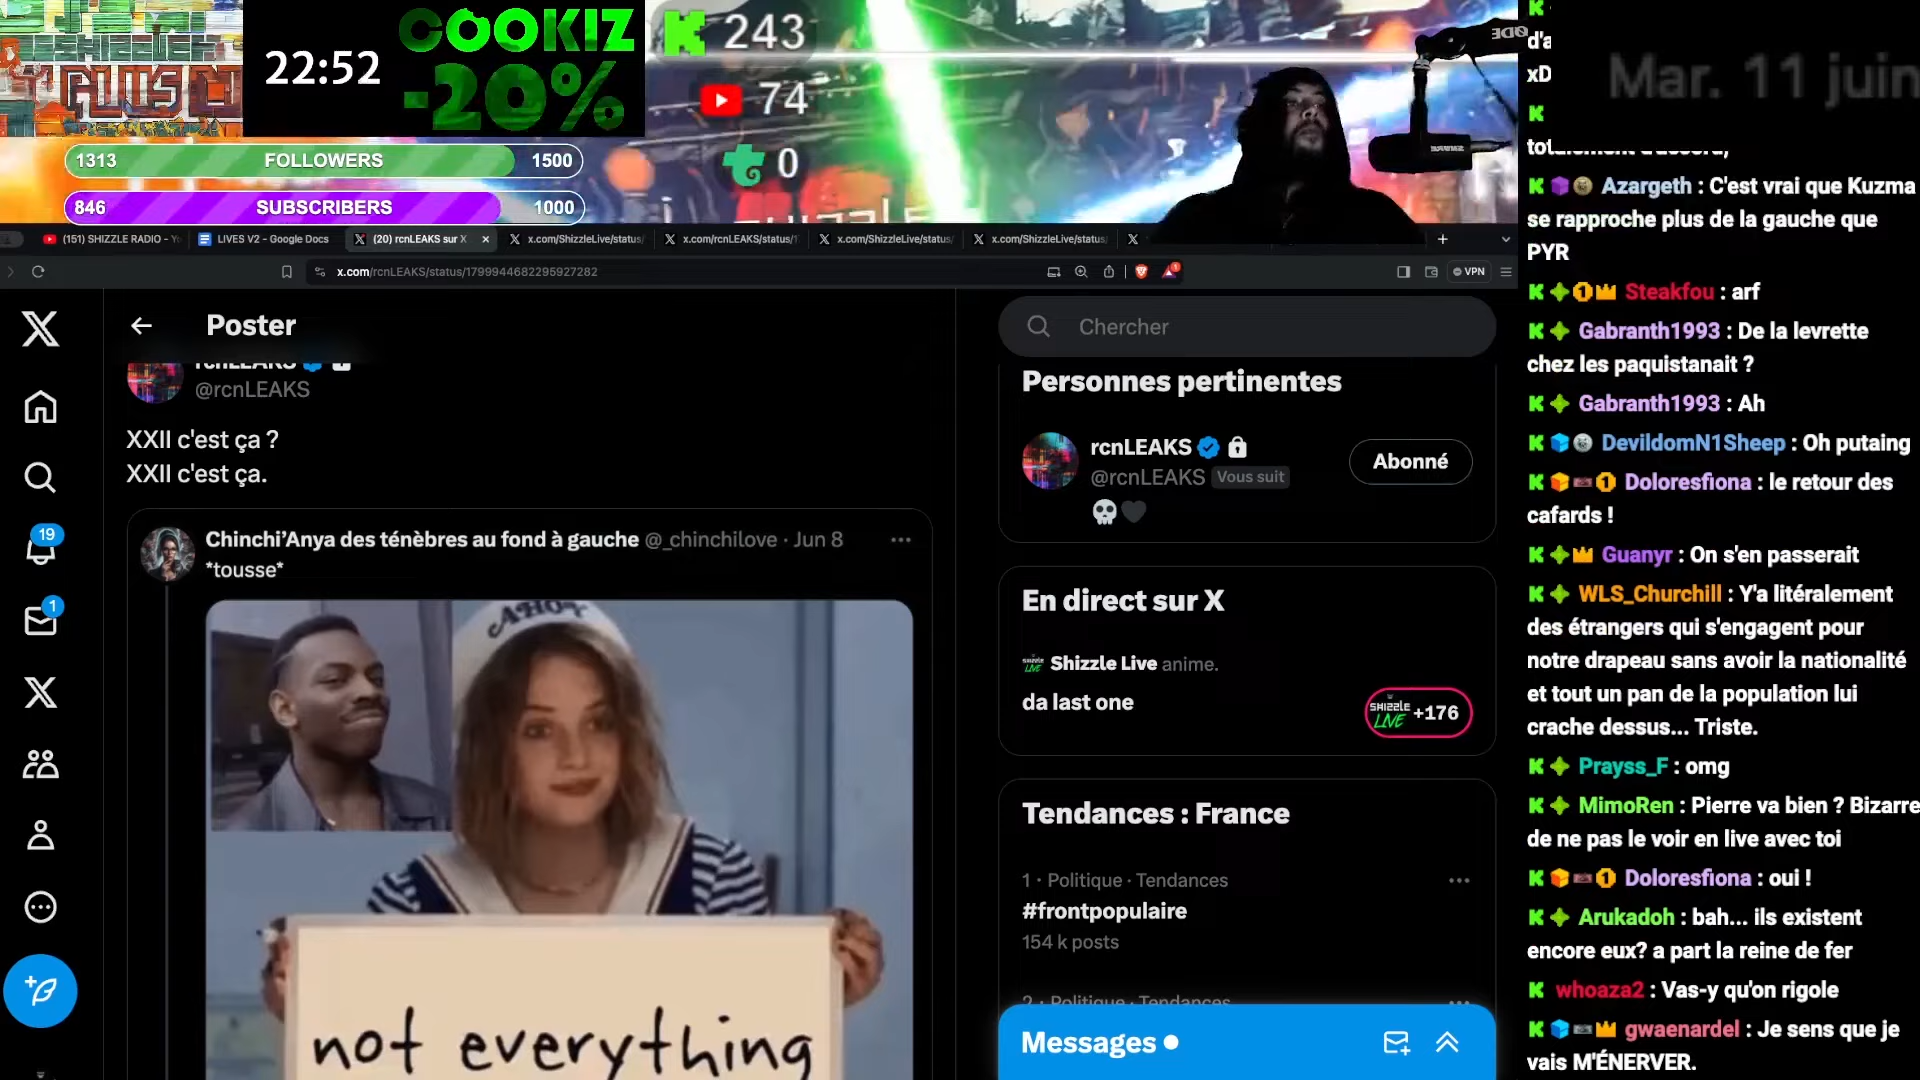 22:52
COOKIZ
-20%
243
74
0
1313 FOLLOWERS 1500
846 SUBSCRIBERS 1000
Mar. 11 juin
(151) SHIZZLE RADIO - Y
LIVES V2 - Google Docs
(20) rcnLEAKS sur X
x.com/ShizzleLive/status/
x.com/rcnLEAKS/status/1
x.com/ShizzleLive/status/
x.com/ShizzleLive/status/
x.com/rcnLEAKS/status/1799944682295927282
VPN
Poster
rcnLEAKS
@rcnLEAKS
XXII c'est ça ?
XXII c'est ça.
Chinchi’Anya des ténèbres au fond à gauche @_chinchilove · Jun 8
*tousse*
AHOY
not everything
19
1
Chercher
Personnes pertinentes
rcnLEAKS
@rcnLEAKS Vous suit
Abonné
En direct sur X
Shizzle Live anime.
da last one
SHIZZLE LIVE +176
Tendances : France
1 · Politique · Tendances
#frontpopulaire
154 k posts
2 · Politique · Tendances
Messages
d'a
xD
totalement d'accord,
Azargeth : C'est vrai que Kuzma
se rapproche plus de la gauche que
PYR
Steakfou : arf
Gabranth1993 : De la levrette
chez les paquistanait ?
Gabranth1993 : Ah
DevildomN1Sheep : Oh putaing
Doloresfiona : le retour des
cafards !
Guanyr : On s'en passerait
WLS_Churchill : Y'a litéralement
des étrangers qui s'engagent pour
notre drapeau sans avoir la nationalité
et tout un pan de la population lui
crache dessus... Triste.
Prayss_F : omg
MimoRen : Pierre va bien ? Bizarre
de ne pas le voir en live avec toi
Doloresfiona : oui !
Arukadoh : bah... ils existent
encore eux? a part la reine de fer
whoaza2 : Vas-y qu'on rigole
gwaenardel : Je sens que je
vais M'ÉNERVER.